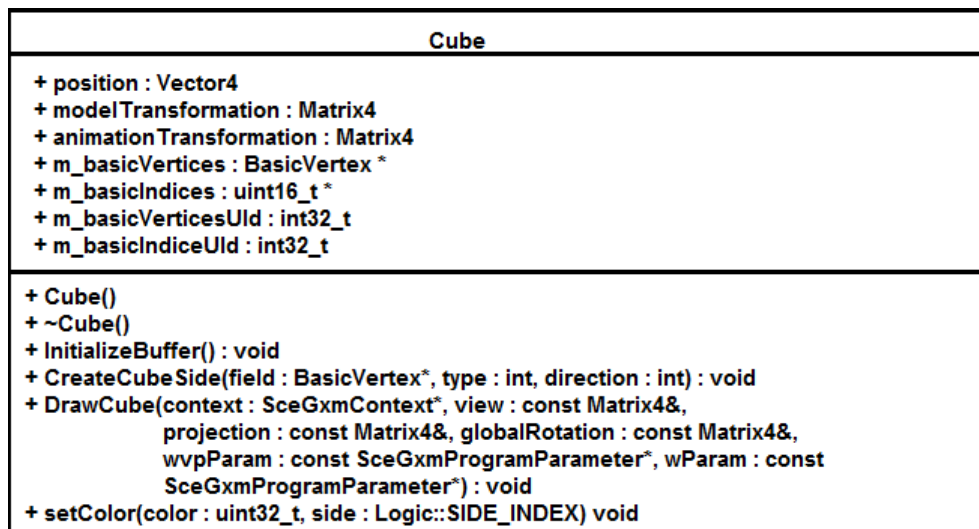 Cube
+ position : Vector4
+ modelTransformation : Matrix4
+ animationTransformation : Matrix4
+ m_basicVertices : BasicVertex *
+ m_basicIndices : uint16_t *
+ m_basicVerticesUId : int32_t
+ m_basicIndiceUId : int32_t
+ Cube()
+ ~Cube()
+ InitializeBuffer() : void
+ CreateCubeSide(field : BasicVertex*, type : int, direction : int) : void
+ DrawCube(context : SceGxmContext*, view : const Matrix4&,
projection : const Matrix4&, globalRotation : const Matrix4&,
wvpParam : const SceGxmProgramParameter*, wParam : const
SceGxmProgramParameter*) : void
+ setColor(color : uint32_t, side : Logic::SIDE_INDEX) void